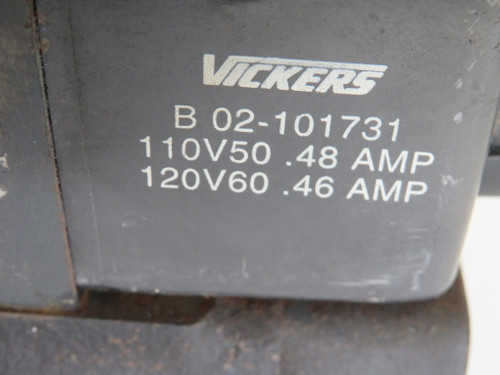 VICKERS
B 02-101731
110V50 .48 AMP
120V60 .46 AMP